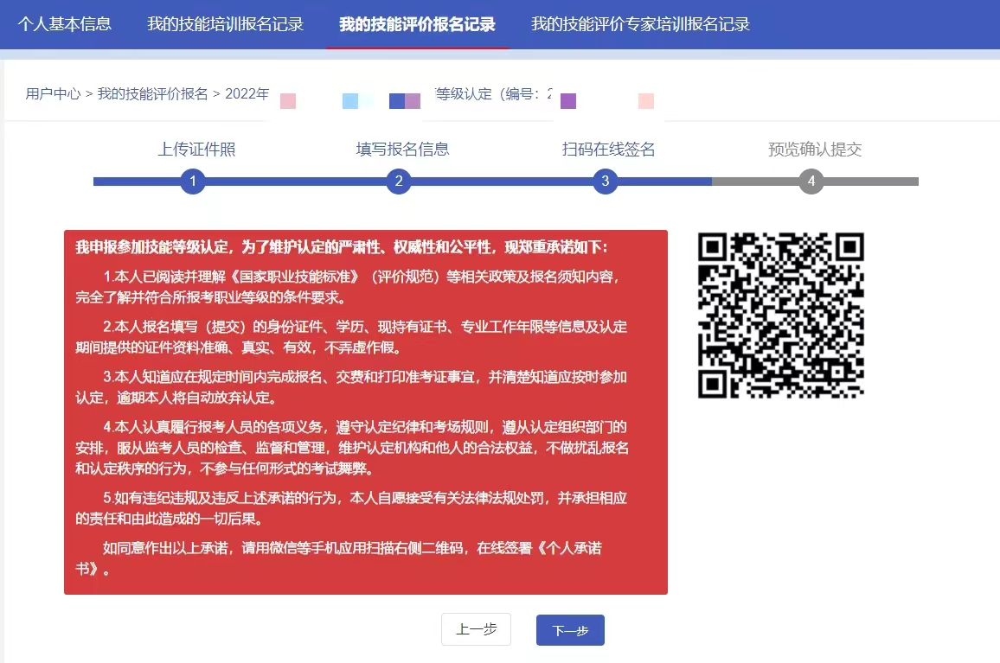 个人基本信息 我的技能培训报名记录 我的技能评价报名记录 我的技能评价专家培训报名记录
用户中心 > 我的技能评价报名 > 2022年 等级认定（编号：2
上传证件照 填写报名信息 扫码在线签名 预览确认提交
1 2 3 4
我申报参加技能等级认定，为了维护认定的严肃性、权威性和公平性，现郑重承诺如下：
1.本人已阅读并理解《国家职业技能标准》（评价规范）等相关政策及报名须知内容，
完全了解并符合所报考职业等级的条件要求。
2.本人报名填写（提交）的身份证件、学历、现持有证书、专业工作年限等信息及认定
期间提供的证件资料准确、真实、有效，不弄虚作假。
3.本人知道应在规定时间内完成报名、交费和打印准考证事宜，并清楚知道应按时参加
认定，逾期本人将自动放弃认定。
4.本人认真履行报考人员的各项义务，遵守认定纪律和考场规则，遵从认定组织部门的
安排，服从监考人员的检查、监督和管理，维护认定机构和他人的合法权益，不做扰乱报名
和认定秩序的行为，不参与任何形式的考试舞弊。
5.如有违纪违规及违反上述承诺的行为，本人自愿接受有关法律法规处罚，并承担相应
的责任和由此造成的一切后果。
如同意作出以上承诺，请用微信等手机应用扫描右侧二维码，在线签署《个人承诺
书》。
上一步 下一步